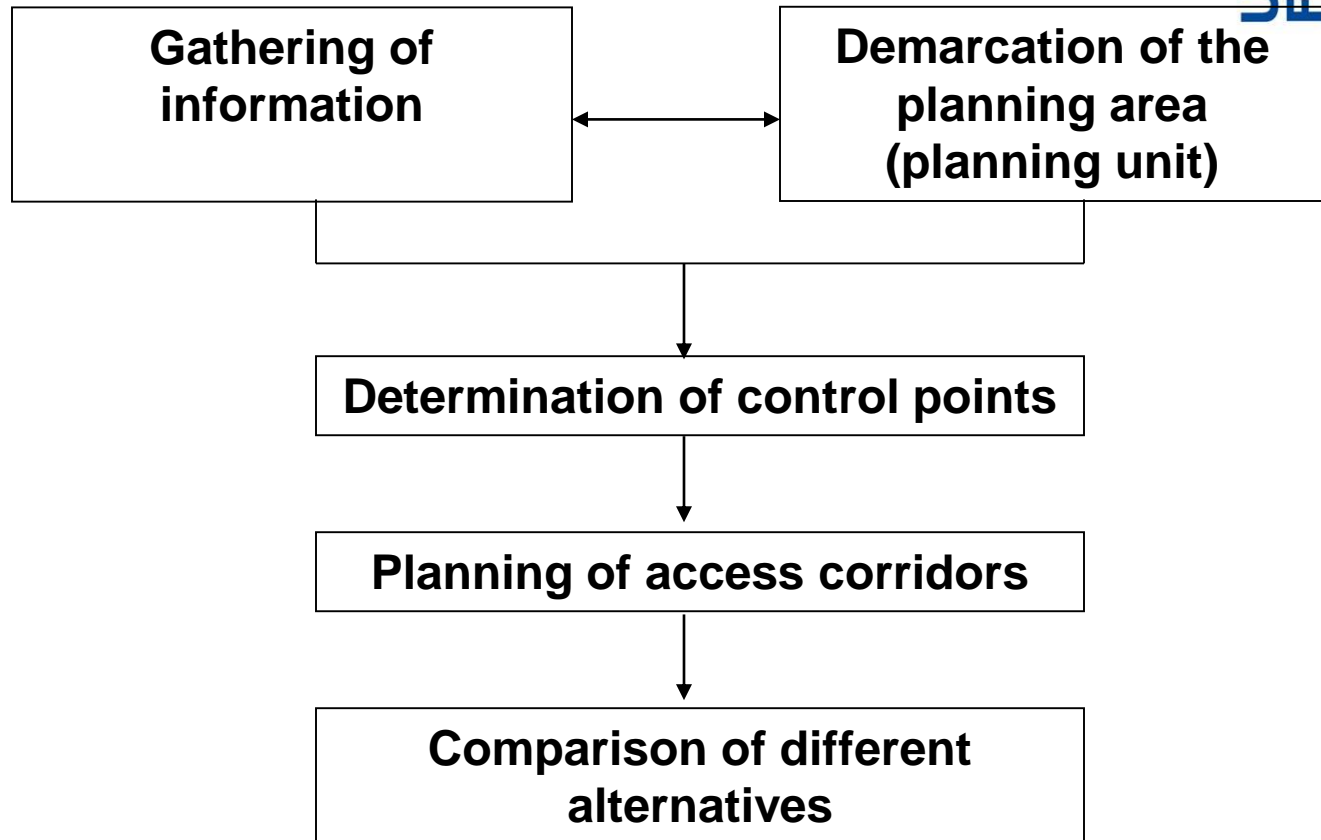 Gathering of
information
Demarcation of the
planning area
(planning unit)
Determination of control points
Planning of access corridors
Comparison of different
alternatives